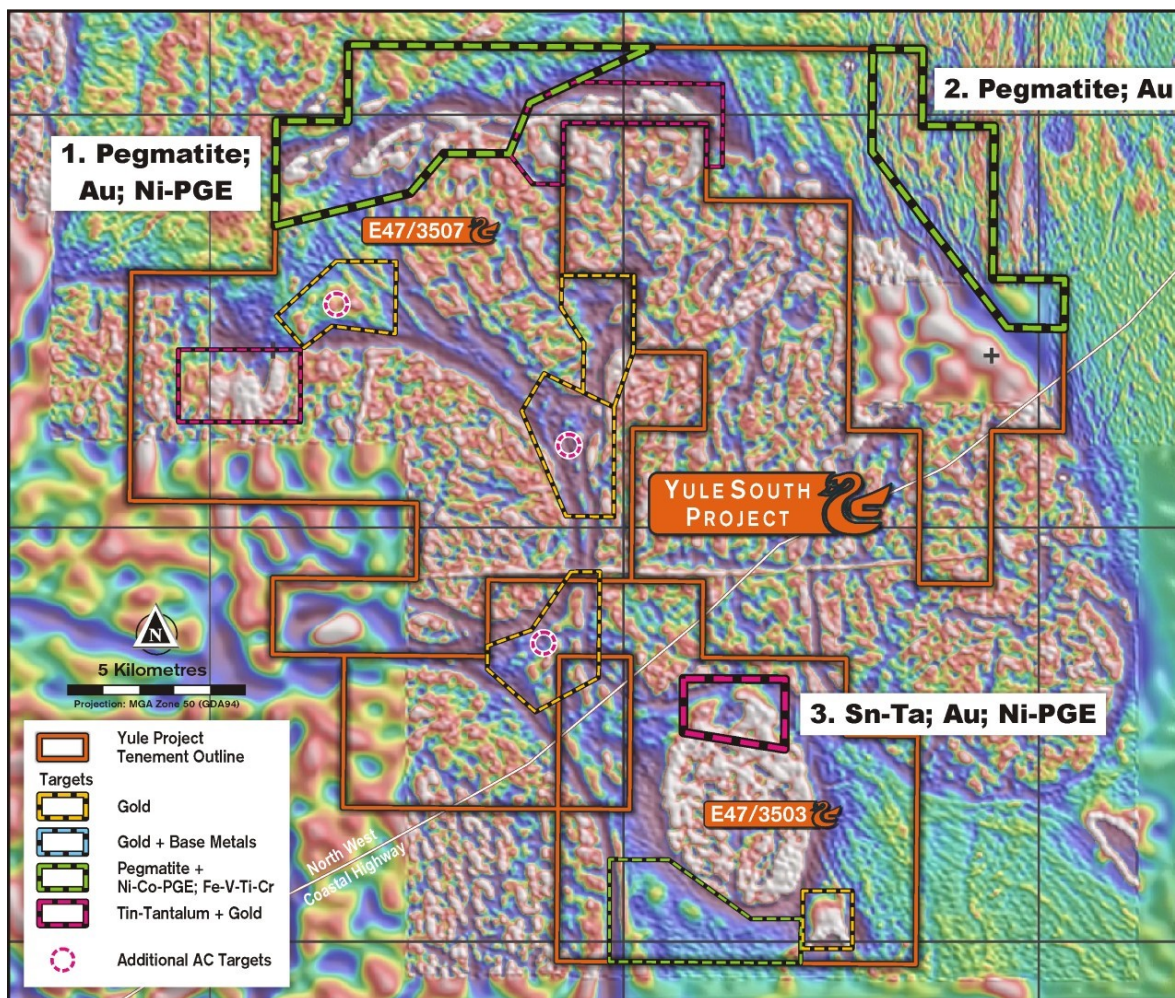 2. Pegmatite; Au
1. Pegmatite;
Au; Ni-PGE
E47/3507
YULE SOUTH
PROJECT
N
5 Kilometres
Projection: MGA Zone 50 (GDA94)
3. Sn-Ta; Au; Ni-PGE
E47/3503
North West
Coastal Highway
Yule Project
Tenement Outline
Targets
Gold
Gold + Base Metals
Pegmatite +
Ni-Co-PGE; Fe-V-Ti-Cr
Tin-Tantalum + Gold
Additional AC Targets